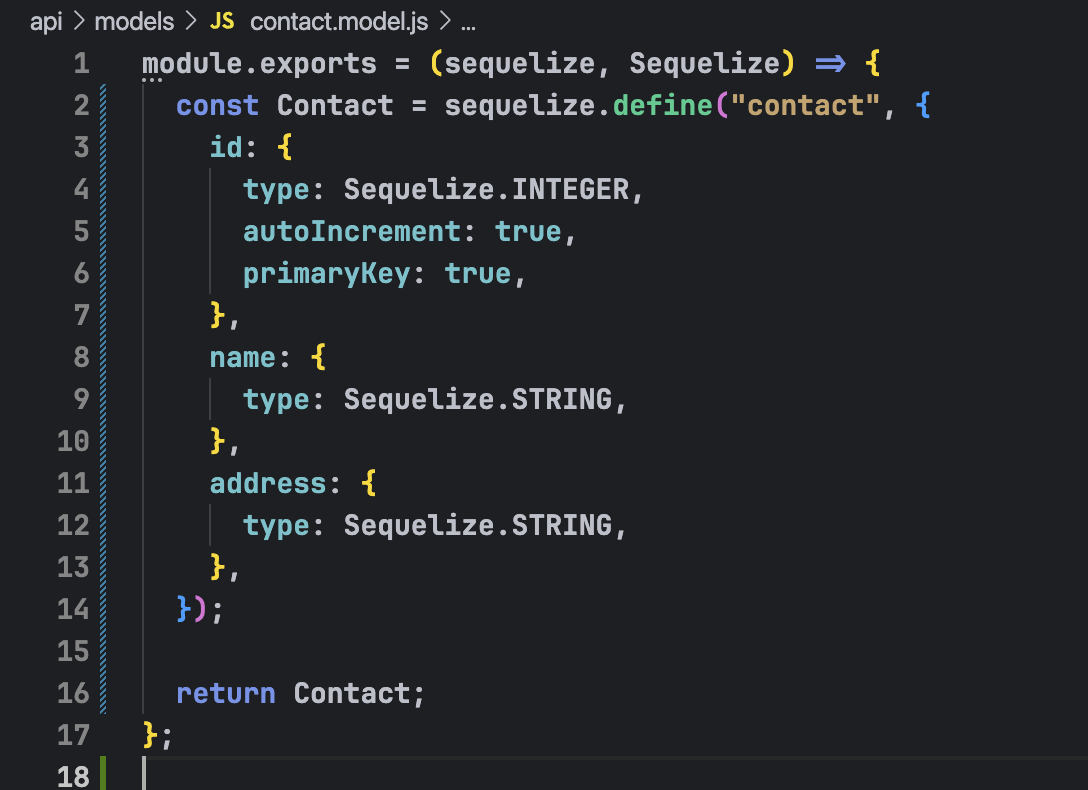 api > models > JS contact.model.js > ...
1 module.exports = (sequelize, Sequelize) => {
2   const Contact = sequelize.define("contact", {
3     id: {
4       type: Sequelize.INTEGER,
5       autoIncrement: true,
6       primaryKey: true,
7     },
8     name: {
9       type: Sequelize.STRING,
10     },
11     address: {
12       type: Sequelize.STRING,
13     },
14   });
15
16   return Contact;
17 };
18